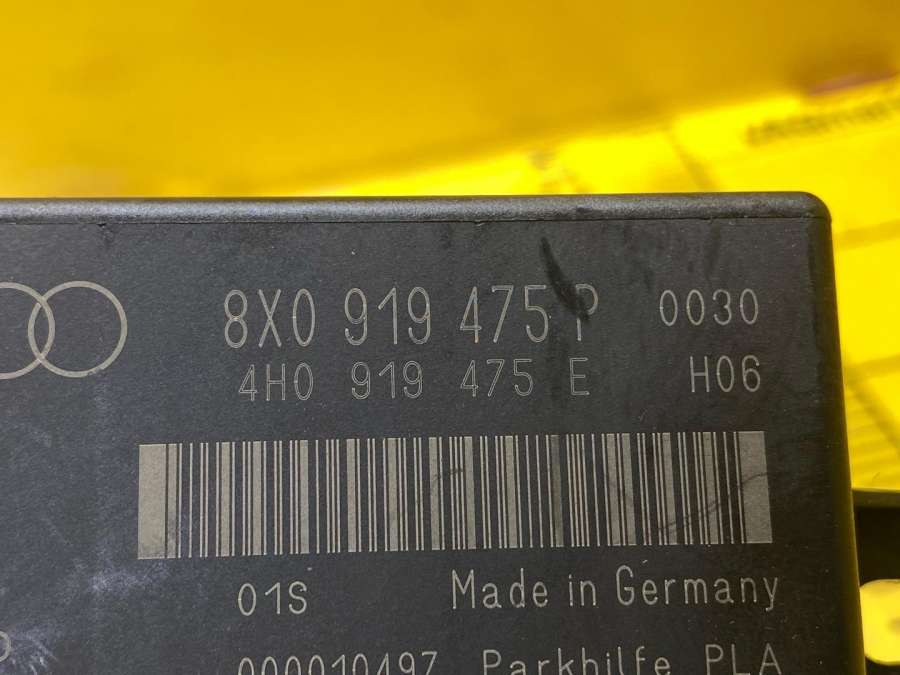 8X0 919 475 P 0030
4H0 919 475 E H06
01S Made in Germany
000010497 Parkhilfe PLA